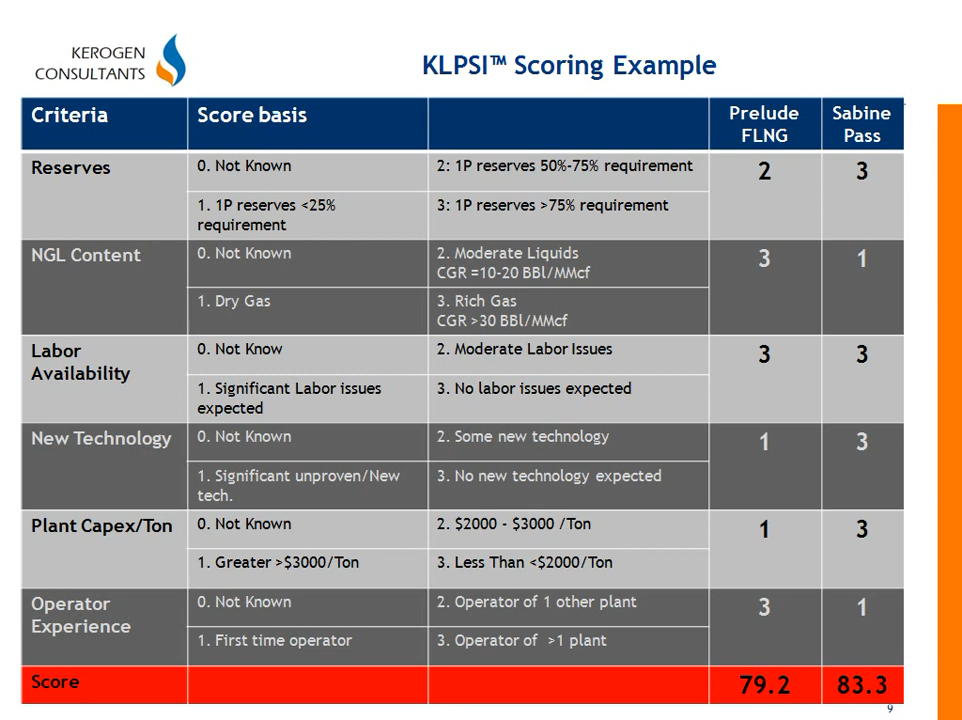 KEROGEN
CONSULTANTS
KLPSI™ Scoring Example
Criteria
Score basis
Prelude
FLNG
Sabine
Pass
Reserves
0. Not Known
2: 1P reserves 50%-75% requirement
2
3
1. 1P reserves <25%
requirement
3: 1P reserves >75% requirement
NGL Content
0. Not Known
2. Moderate Liquids
CGR =10-20 BBl/MMcf
3
1
1. Dry Gas
3. Rich Gas
CGR >30 BBl/MMcf
Labor
Availability
0. Not Know
2. Moderate Labor Issues
3
3
1. Significant Labor issues
expected
3. No labor issues expected
New Technology
0. Not Known
2. Some new technology
1
3
1. Significant unproven/New
tech.
3. No new technology expected
Plant Capex/Ton
0. Not Known
2. $2000 - $3000 /Ton
1
3
1. Greater >$3000/Ton
3. Less Than <$2000/Ton
Operator
Experience
0. Not Known
2. Operator of 1 other plant
3
1
1. First time operator
3. Operator of >1 plant
Score
79.2
83.3
9